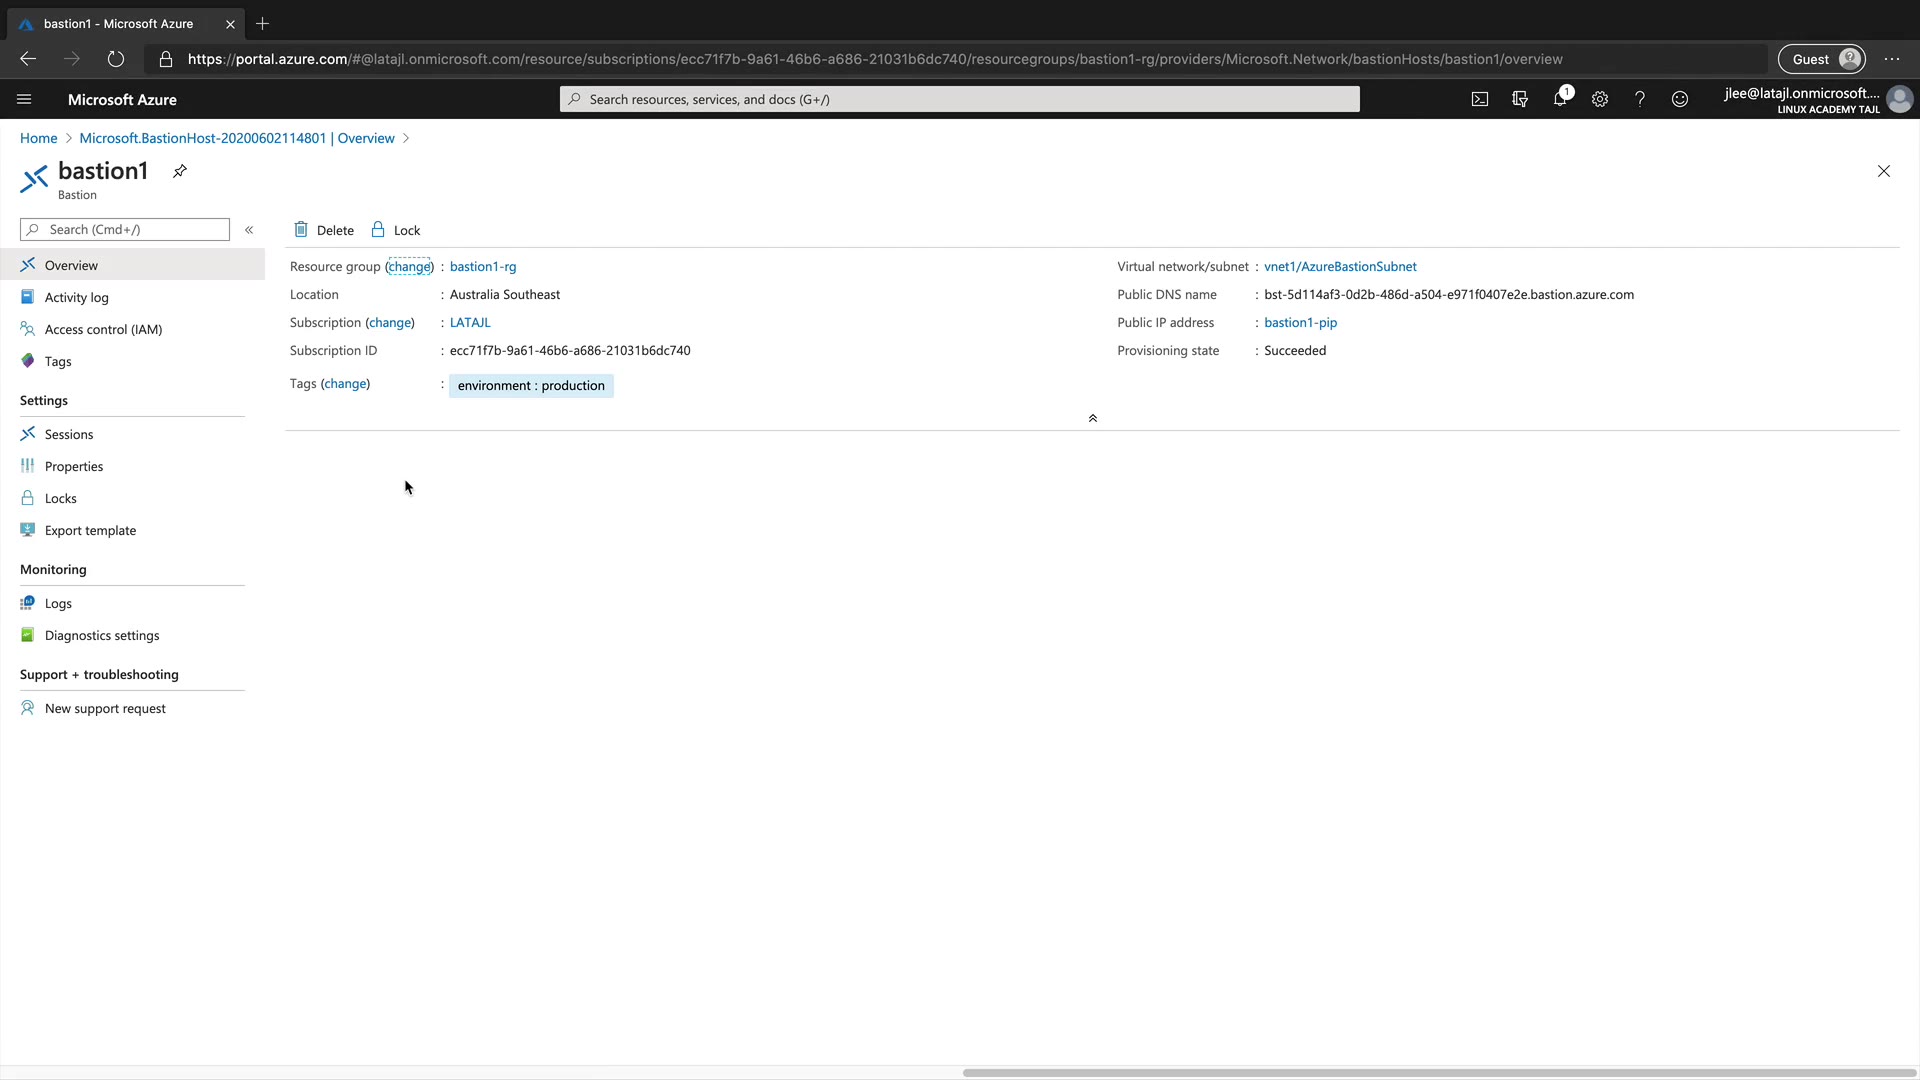 bastion1 - Microsoft Azure
https://portal.azure.com/#@latajl.onmicrosoft.com/resource/subscriptions/ecc71f7b-9a61-46b6-a686-21031b6dc740/resourcegroups/bastion1-rg/providers/Microsoft.Network/bastionHosts/bastion1/overview
Guest
Microsoft Azure
Search resources, services, and docs (G+/)
1
jlee@latajl.onmicrosoft....
LINUX ACADEMY TAJL
Home > Microsoft.BastionHost-20200602114801 | Overview >
bastion1
Bastion
Search (Cmd+/)
«
Delete
Lock
Overview
Activity log
Access control (IAM)
Tags
Settings
Sessions
Properties
Locks
Export template
Monitoring
Logs
Diagnostics settings
Support + troubleshooting
New support request
Resource group (change) : bastion1-rg
Location : Australia Southeast
Subscription (change) : LATAJL
Subscription ID : ecc71f7b-9a61-46b6-a686-21031b6dc740
Tags (change) : environment : production
Virtual network/subnet : vnet1/AzureBastionSubnet
Public DNS name : bst-5d114af3-0d2b-486d-a504-e971f0407e2e.bastion.azure.com
Public IP address : bastion1-pip
Provisioning state : Succeeded